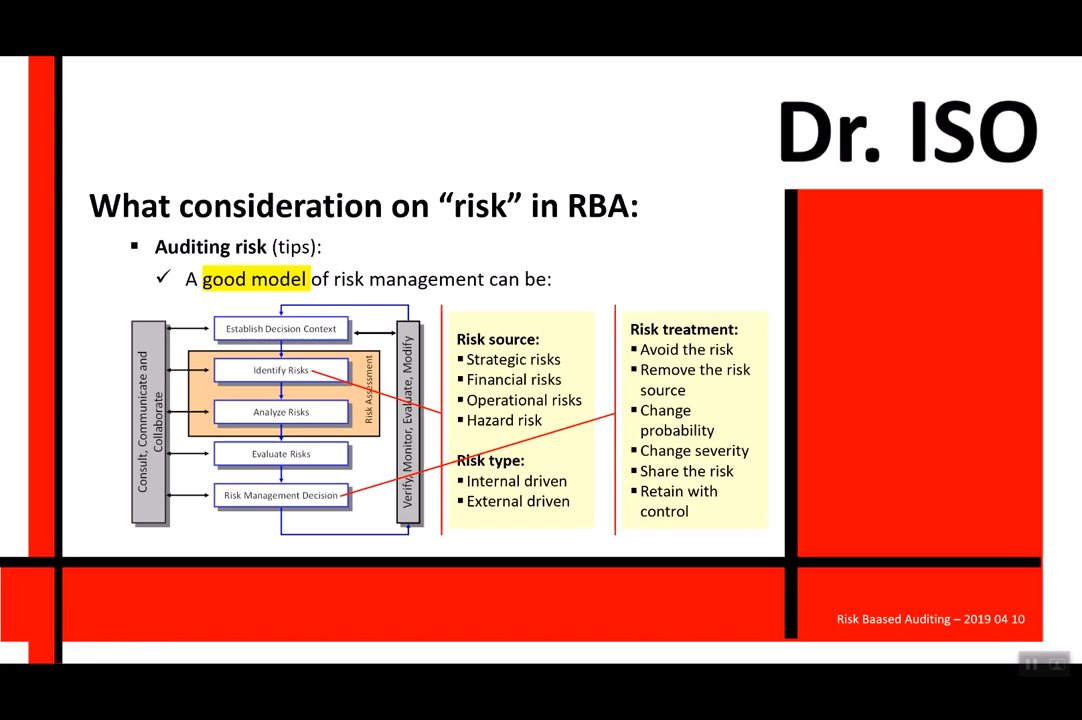 Dr. ISO
What consideration on “risk” in RBA:
▪ Auditing risk (tips):
✓ A good model of risk management can be:
Consult, Communicate and
Collaborate
Establish Decision Context
Identify Risks
Analyze Risks
Risk Assessment
Evaluate Risks
Risk Management Decision
Verify, Monitor, Evaluate, Modify
Risk source:
▪ Strategic risks
▪ Financial risks
▪ Operational risks
▪ Hazard risk
Risk type:
▪ Internal driven
▪ External driven
Risk treatment:
▪ Avoid the risk
▪ Remove the risk
source
▪ Change
probability
▪ Change severity
▪ Share the risk
▪ Retain with
control
Risk Baased Auditing – 2019 04 10